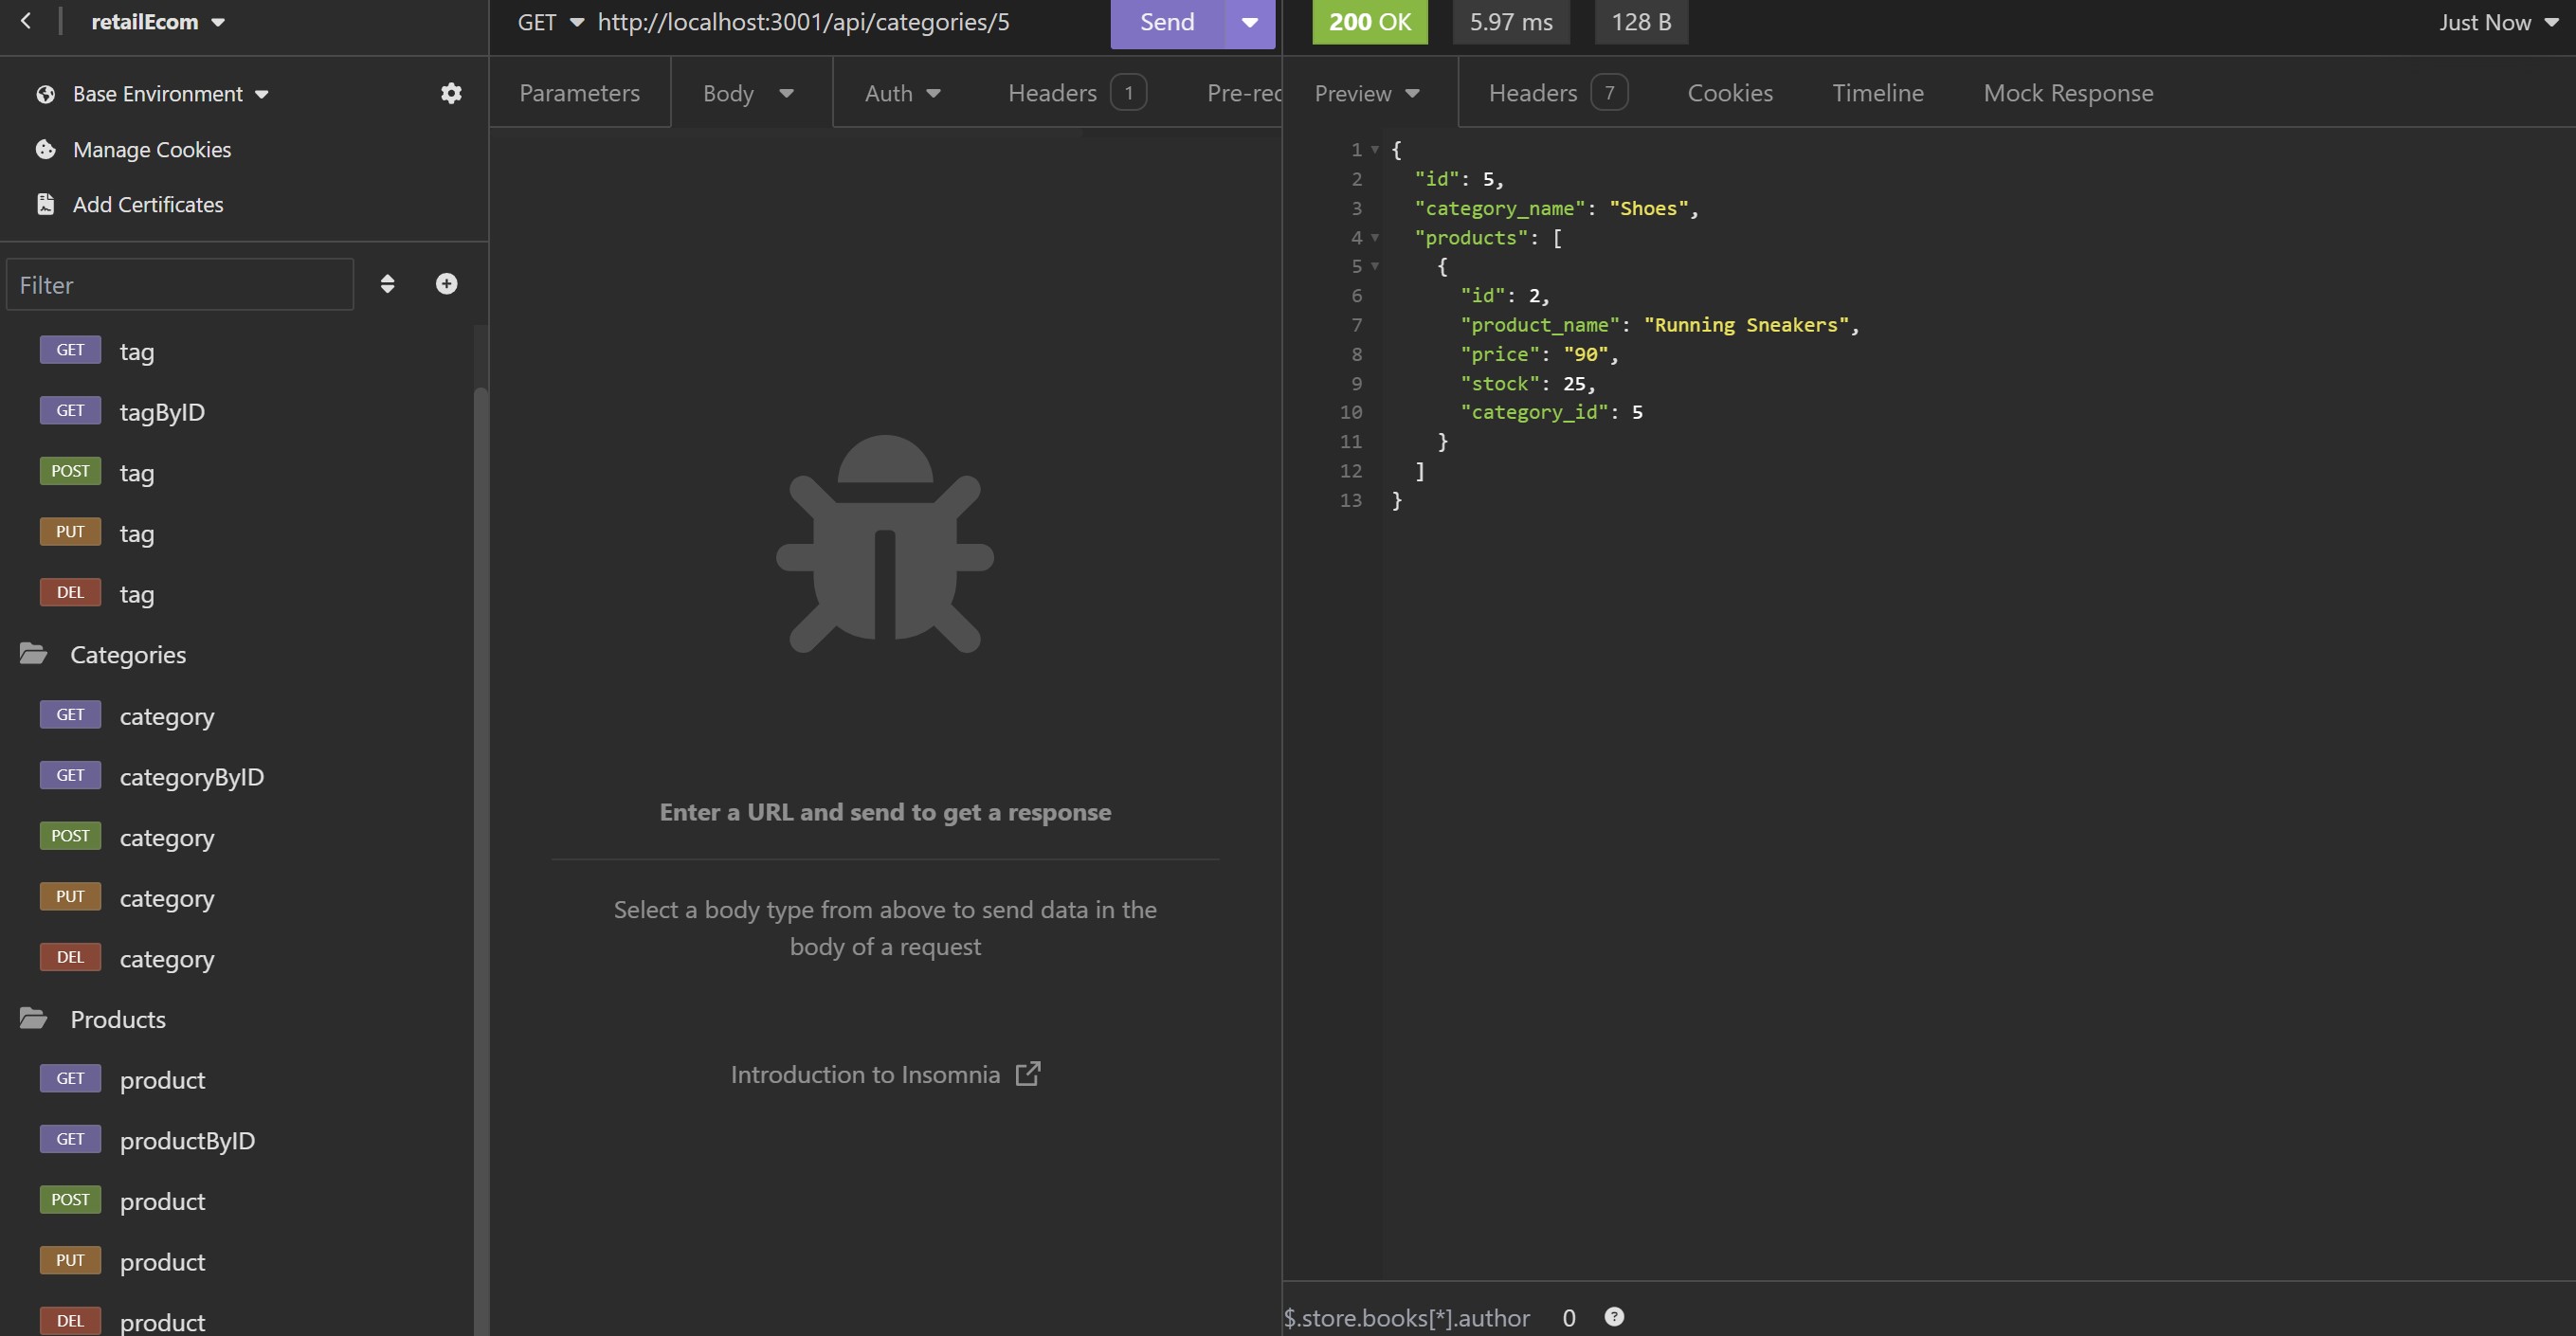 retailEcom
Base Environment
Manage Cookies
Add Certificates
Filter
GET tag
GET tagByID
POST tag
PUT tag
DEL tag
Categories
GET category
GET categoryByID
POST category
PUT category
DEL category
Products
GET product
GET productByID
POST product
PUT product
DEL product
GET http://localhost:3001/api/categories/5 Send
Parameters Body Auth Headers 1 Pre-rec
Enter a URL and send to get a response
Select a body type from above to send data in the
body of a request
Introduction to Insomnia
200 OK 5.97 ms 128 B Just Now
Preview Headers 7 Cookies Timeline Mock Response
1 {
2 "id": 5,
3 "category_name": "Shoes",
4 "products": [
5 {
6 "id": 2,
7 "product_name": "Running Sneakers",
8 "price": "90",
9 "stock": 25,
10 "category_id": 5
11 }
12 ]
13 }
$.store.books[*].author 0 ?